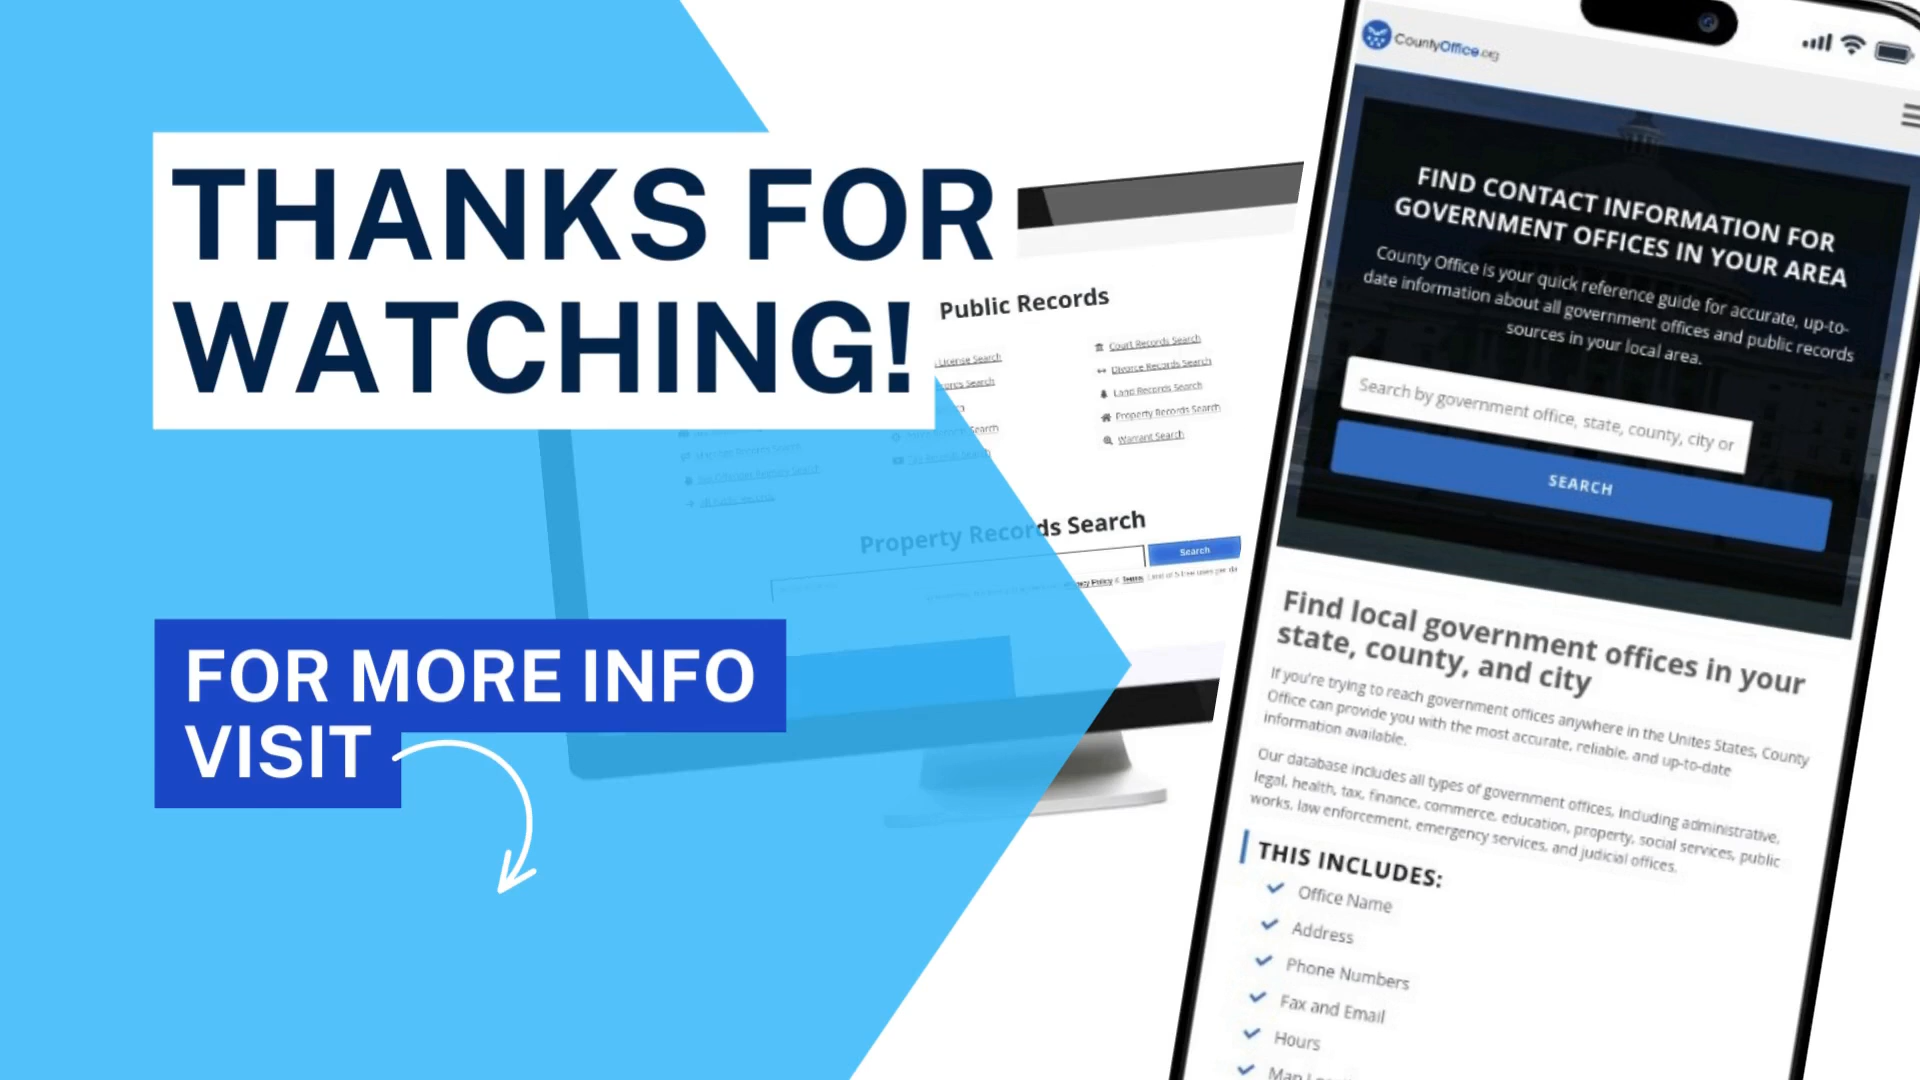 THANKS FOR
WATCHING!
FOR MORE INFO
VISIT
Public Records
License Search
Search
Search
Court Records Search
Divorce Records Search
Land Records Search
Property Records Search
Warrant Search
Property Records Search
Search
Policy & Terms
CountyOffice.org
FIND CONTACT INFORMATION FOR
GOVERNMENT OFFICES IN YOUR AREA
County Office is your quick reference guide for accurate, up-to-
date information about all government offices and public records
sources in your local area.
Search by government office, state, county, city or
SEARCH
Find local government offices in your
state, county, and city
If you're trying to reach government offices anywhere in the Unites States, County
Office can provide you with the most accurate, reliable, and up-to-date
information available.
Our database includes all types of government offices, including administrative,
legal, health, tax, finance, commerce, education, property, social services, public
works, law enforcement, emergency services, and judicial offices.
THIS INCLUDES:
Office Name
Address
Phone Numbers
Fax and Email
Hours
Map